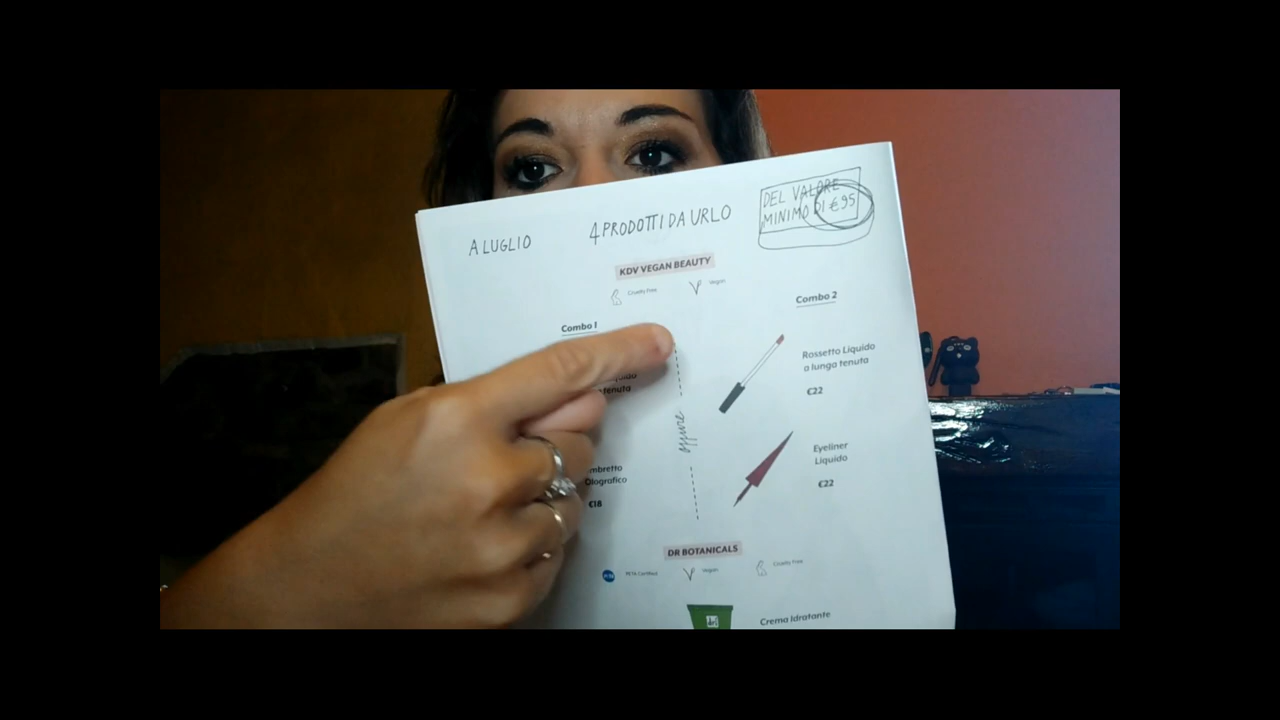 A LUGLIO
4 PRODOTTI DA URLO
DEL VALORE
MINIMO DI €95
KDV VEGAN BEAUTY
Cruelty Free
Vegan
Combo 1
tenuta
€18
oppure
Combo 2
Rossetto Liquido
a lunga tenuta
€22
Eyeliner
Liquido
€22
DR BOTANICALS
PETA Certified
Vegan
Cruelty Free
Crema Idratante